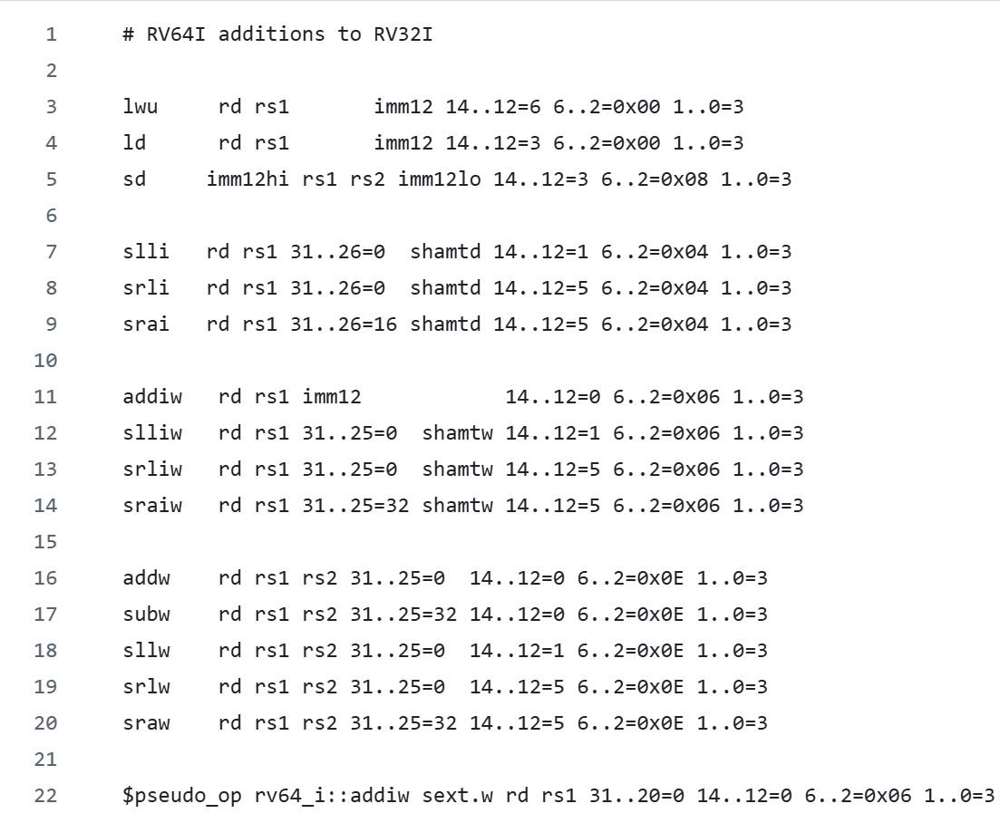 1 # RV64I additions to RV32I
2
3 lwu     rd rs1       imm12 14..12=6 6..2=0x00 1..0=3
4 ld      rd rs1       imm12 14..12=3 6..2=0x00 1..0=3
5 sd     imm12hi rs1 rs2 imm12lo 14..12=3 6..2=0x08 1..0=3
6
7 slli   rd rs1 31..26=0  shamtd 14..12=1 6..2=0x04 1..0=3
8 srli   rd rs1 31..26=0  shamtd 14..12=5 6..2=0x04 1..0=3
9 srai   rd rs1 31..26=16 shamtd 14..12=5 6..2=0x04 1..0=3
10
11 addiw   rd rs1 imm12            14..12=0 6..2=0x06 1..0=3
12 slliw   rd rs1 31..25=0  shamtw 14..12=1 6..2=0x06 1..0=3
13 srliw   rd rs1 31..25=0  shamtw 14..12=5 6..2=0x06 1..0=3
14 sraiw   rd rs1 31..25=32 shamtw 14..12=5 6..2=0x06 1..0=3
15
16 addw    rd rs1 rs2 31..25=0  14..12=0 6..2=0x0E 1..0=3
17 subw    rd rs1 rs2 31..25=32 14..12=0 6..2=0x0E 1..0=3
18 sllw    rd rs1 rs2 31..25=0  14..12=1 6..2=0x0E 1..0=3
19 srlw    rd rs1 rs2 31..25=0  14..12=5 6..2=0x0E 1..0=3
20 sraw    rd rs1 rs2 31..25=32 14..12=5 6..2=0x0E 1..0=3
21
22 $pseudo_op rv64_i::addiw sext.w rd rs1 31..20=0 14..12=0 6..2=0x06 1..0=3